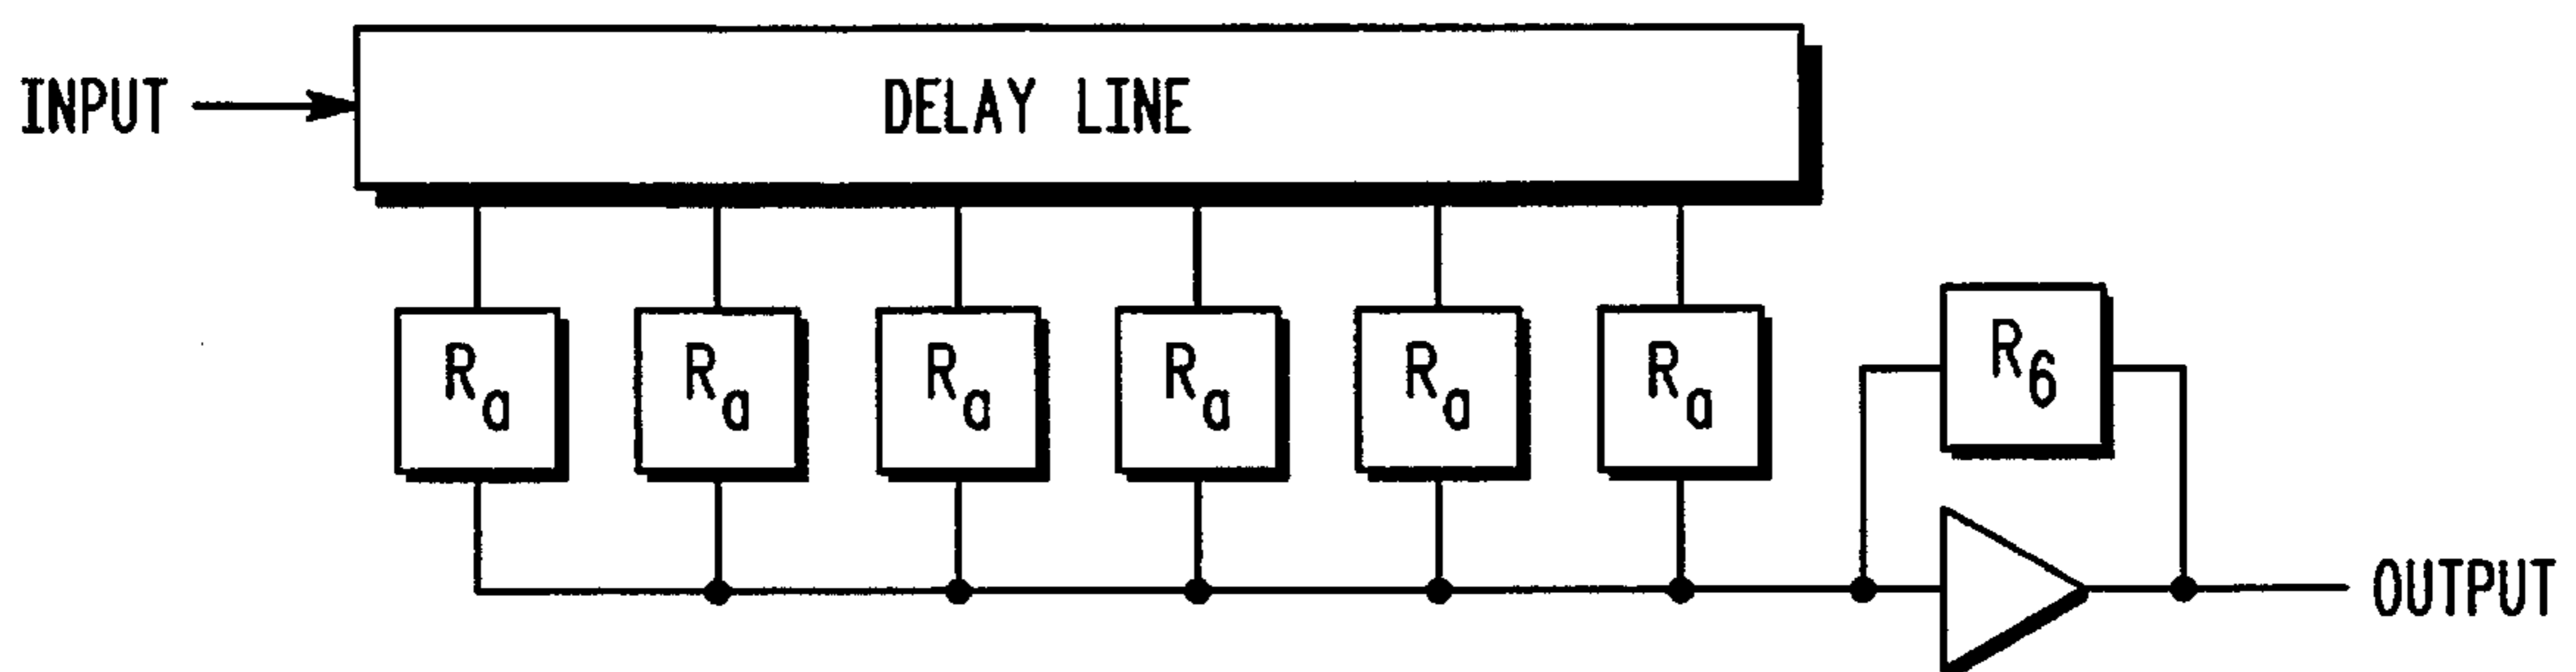 INPUT
DELAY LINE
Ra Ra Ra Ra Ra Ra
R6
OUTPUT